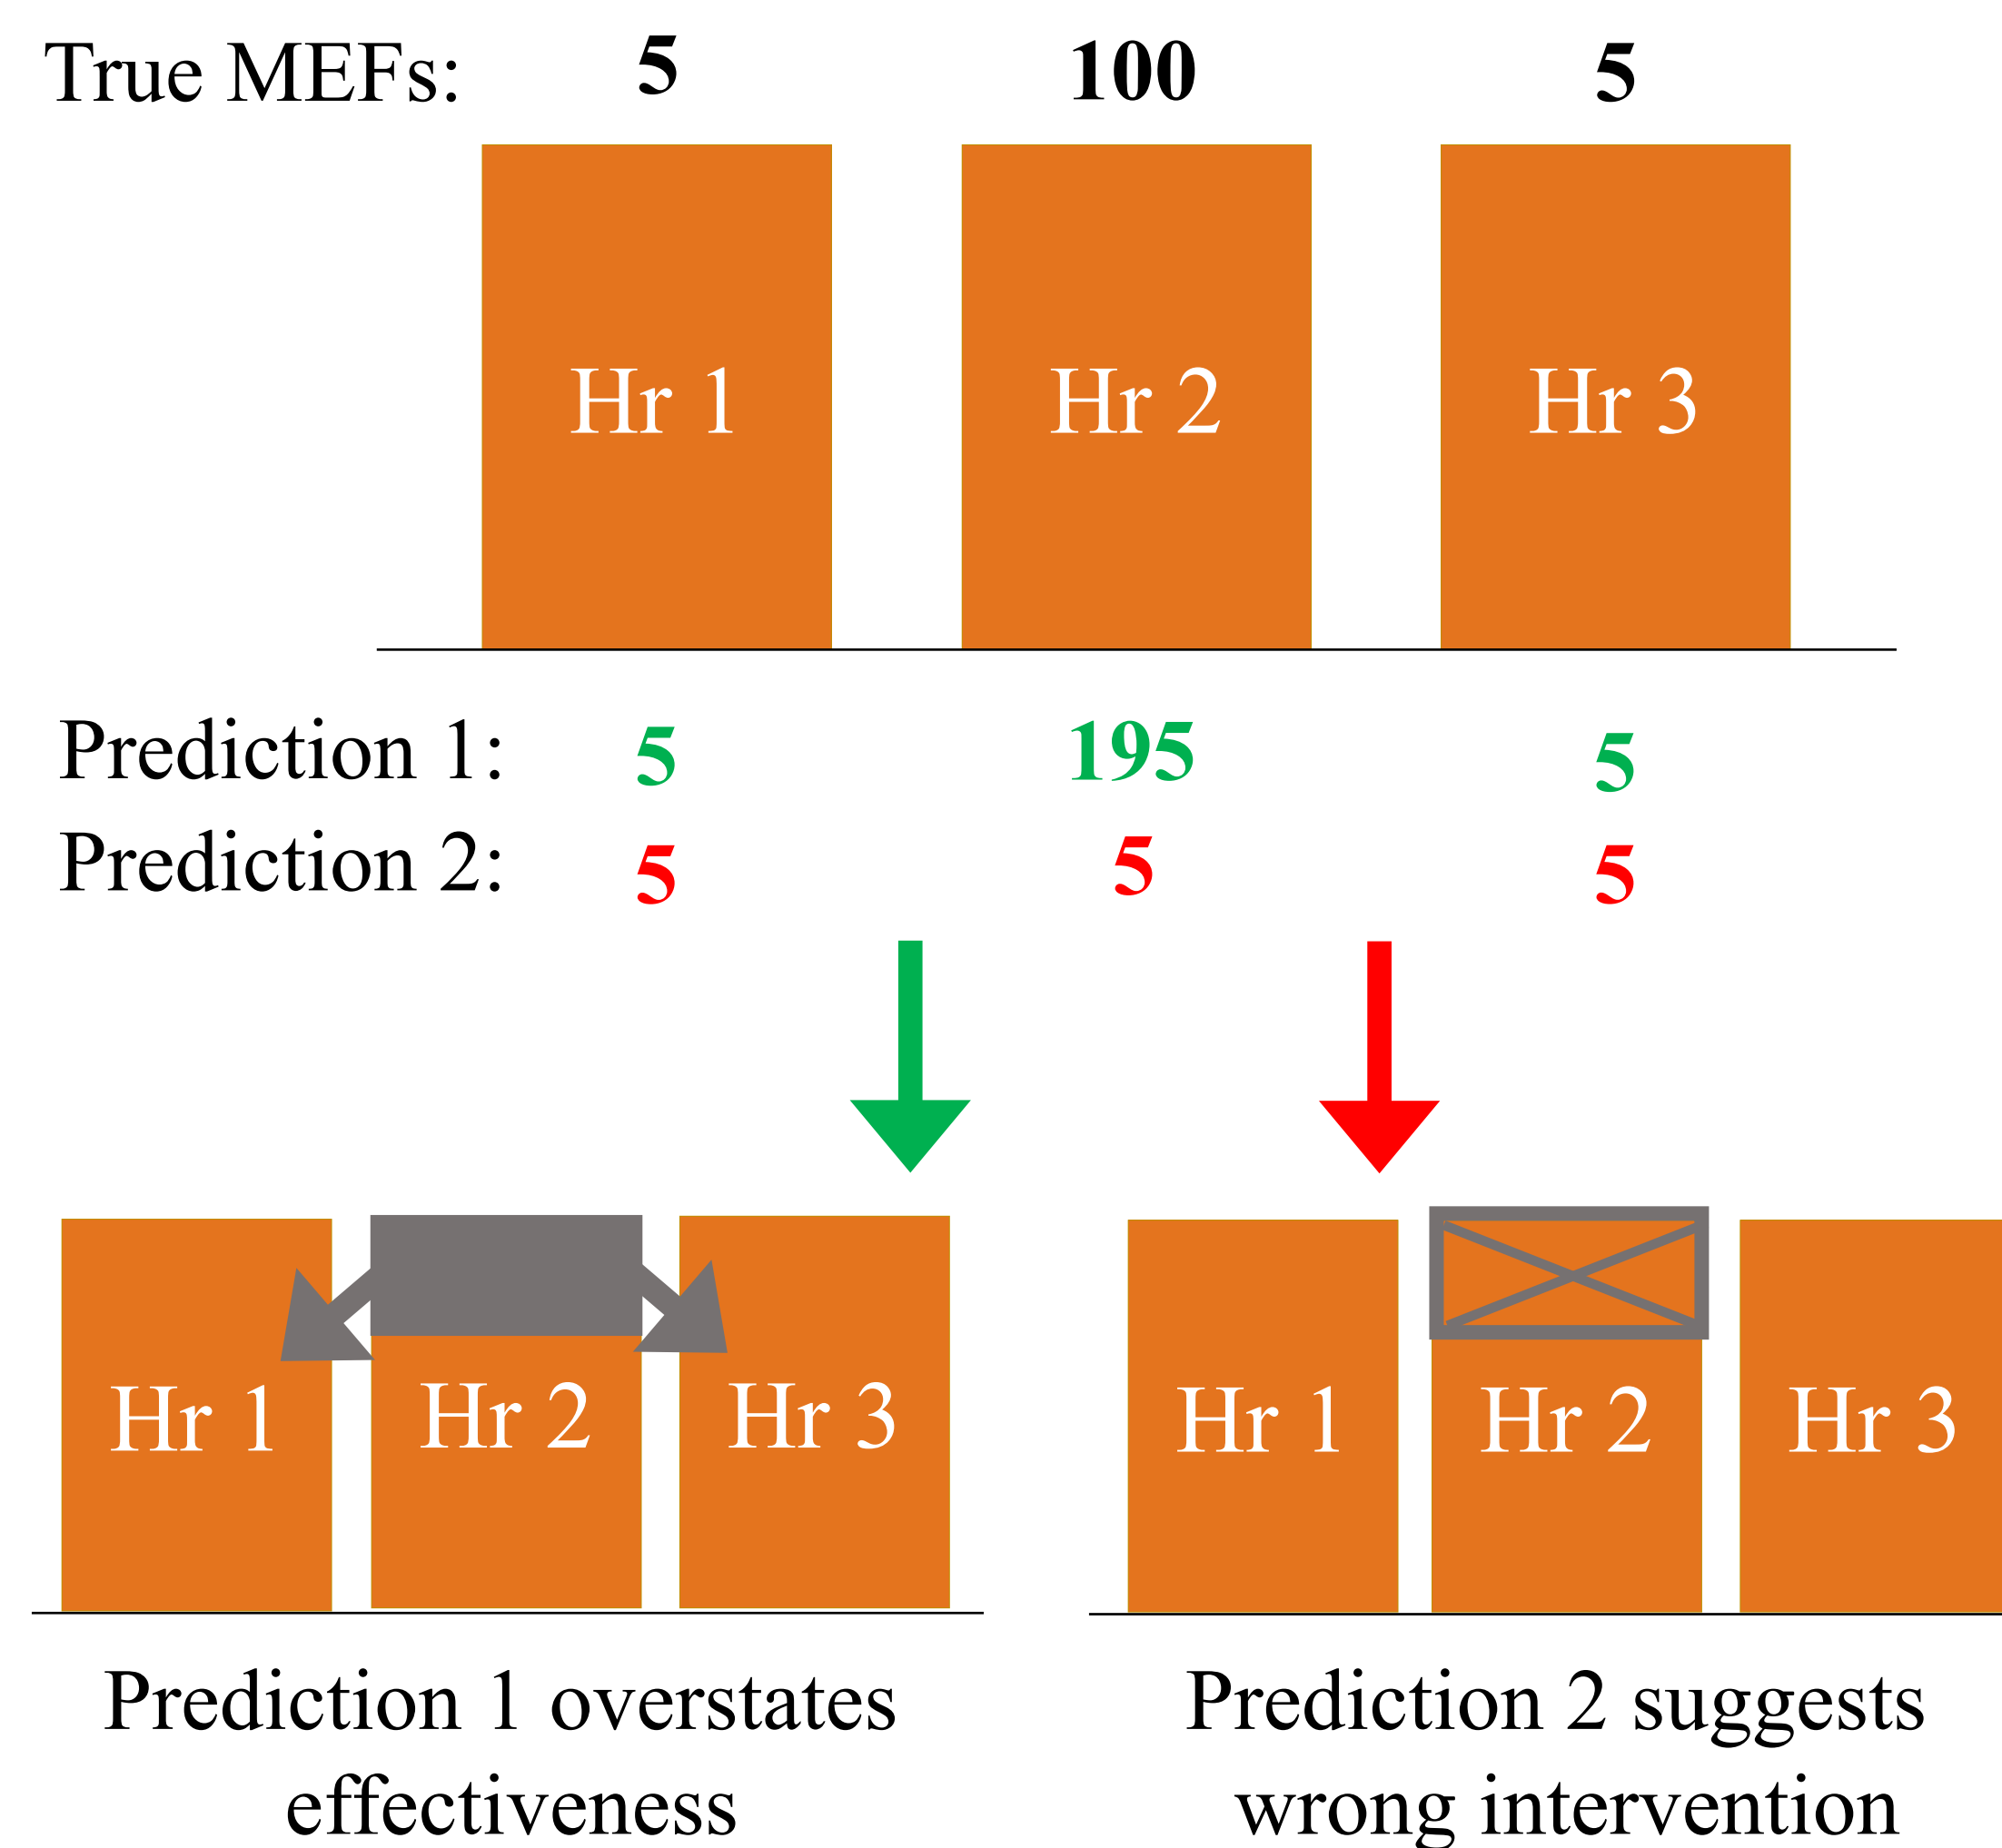 True MEFs: 5 100 5
Hr 1 Hr 2 Hr 3
Prediction 1: 5 195 5
Prediction 2: 5 5 5
Hr 1 Hr 2 Hr 3 Hr 1 Hr 2 Hr 3
Prediction 1 overstates
effectiveness
Prediction 2 suggests
wrong intervention